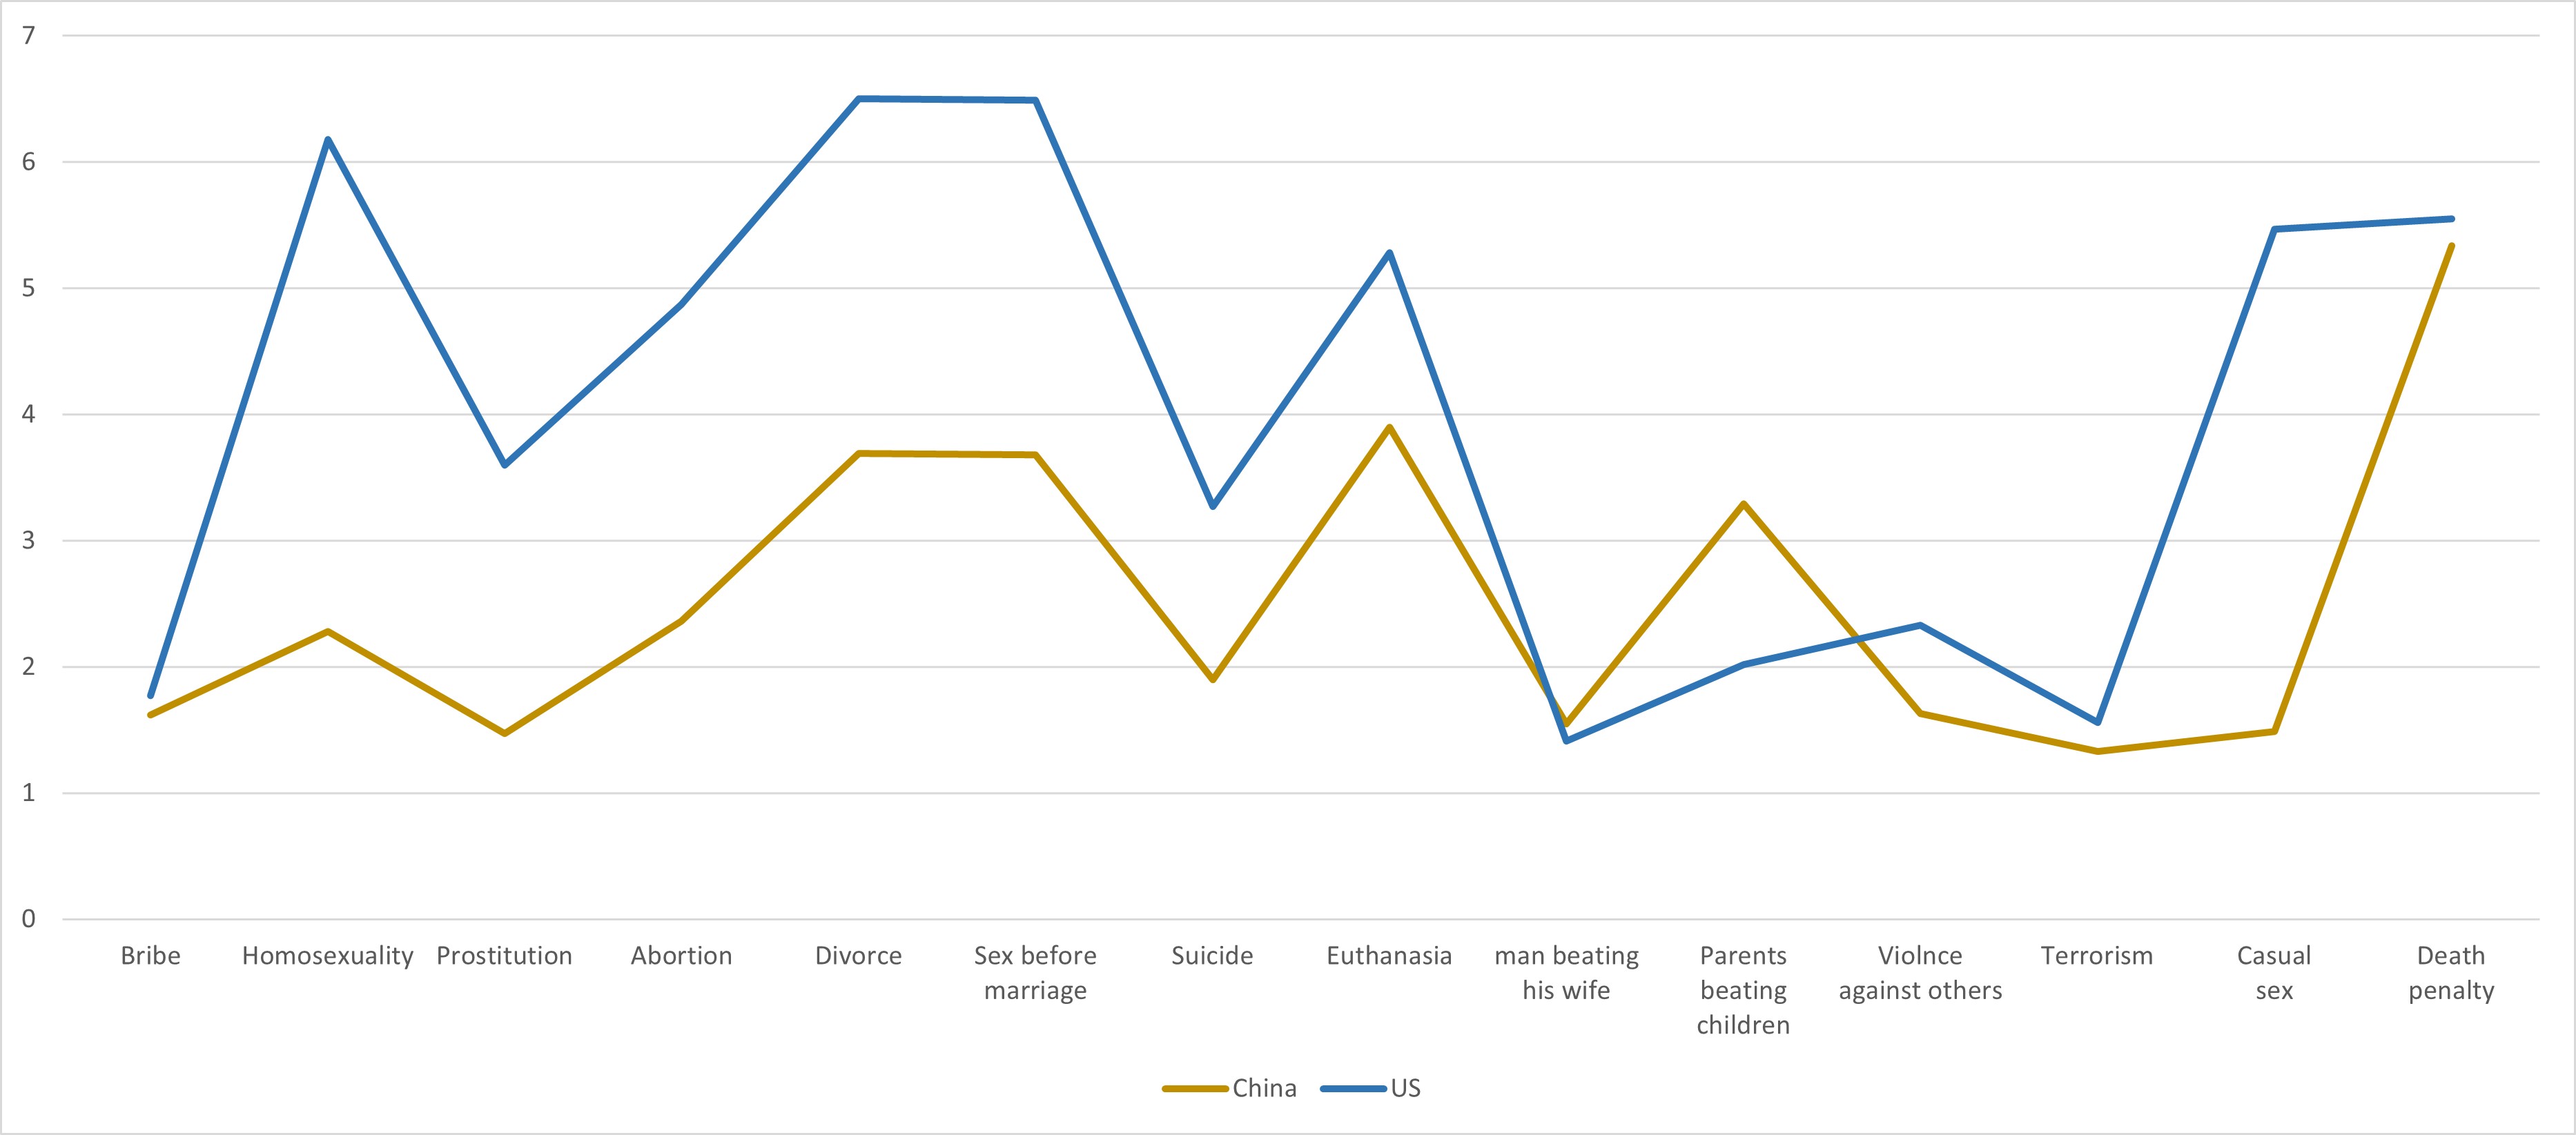 7
6
5
4
3
2
1
0
Bribe
Homosexuality
Prostitution
Abortion
Divorce
Sex before
marriage
Suicide
Euthanasia
man beating
his wife
Parents
beating
children
Violnce
against others
Terrorism
Casual
sex
Death
penalty
China
US